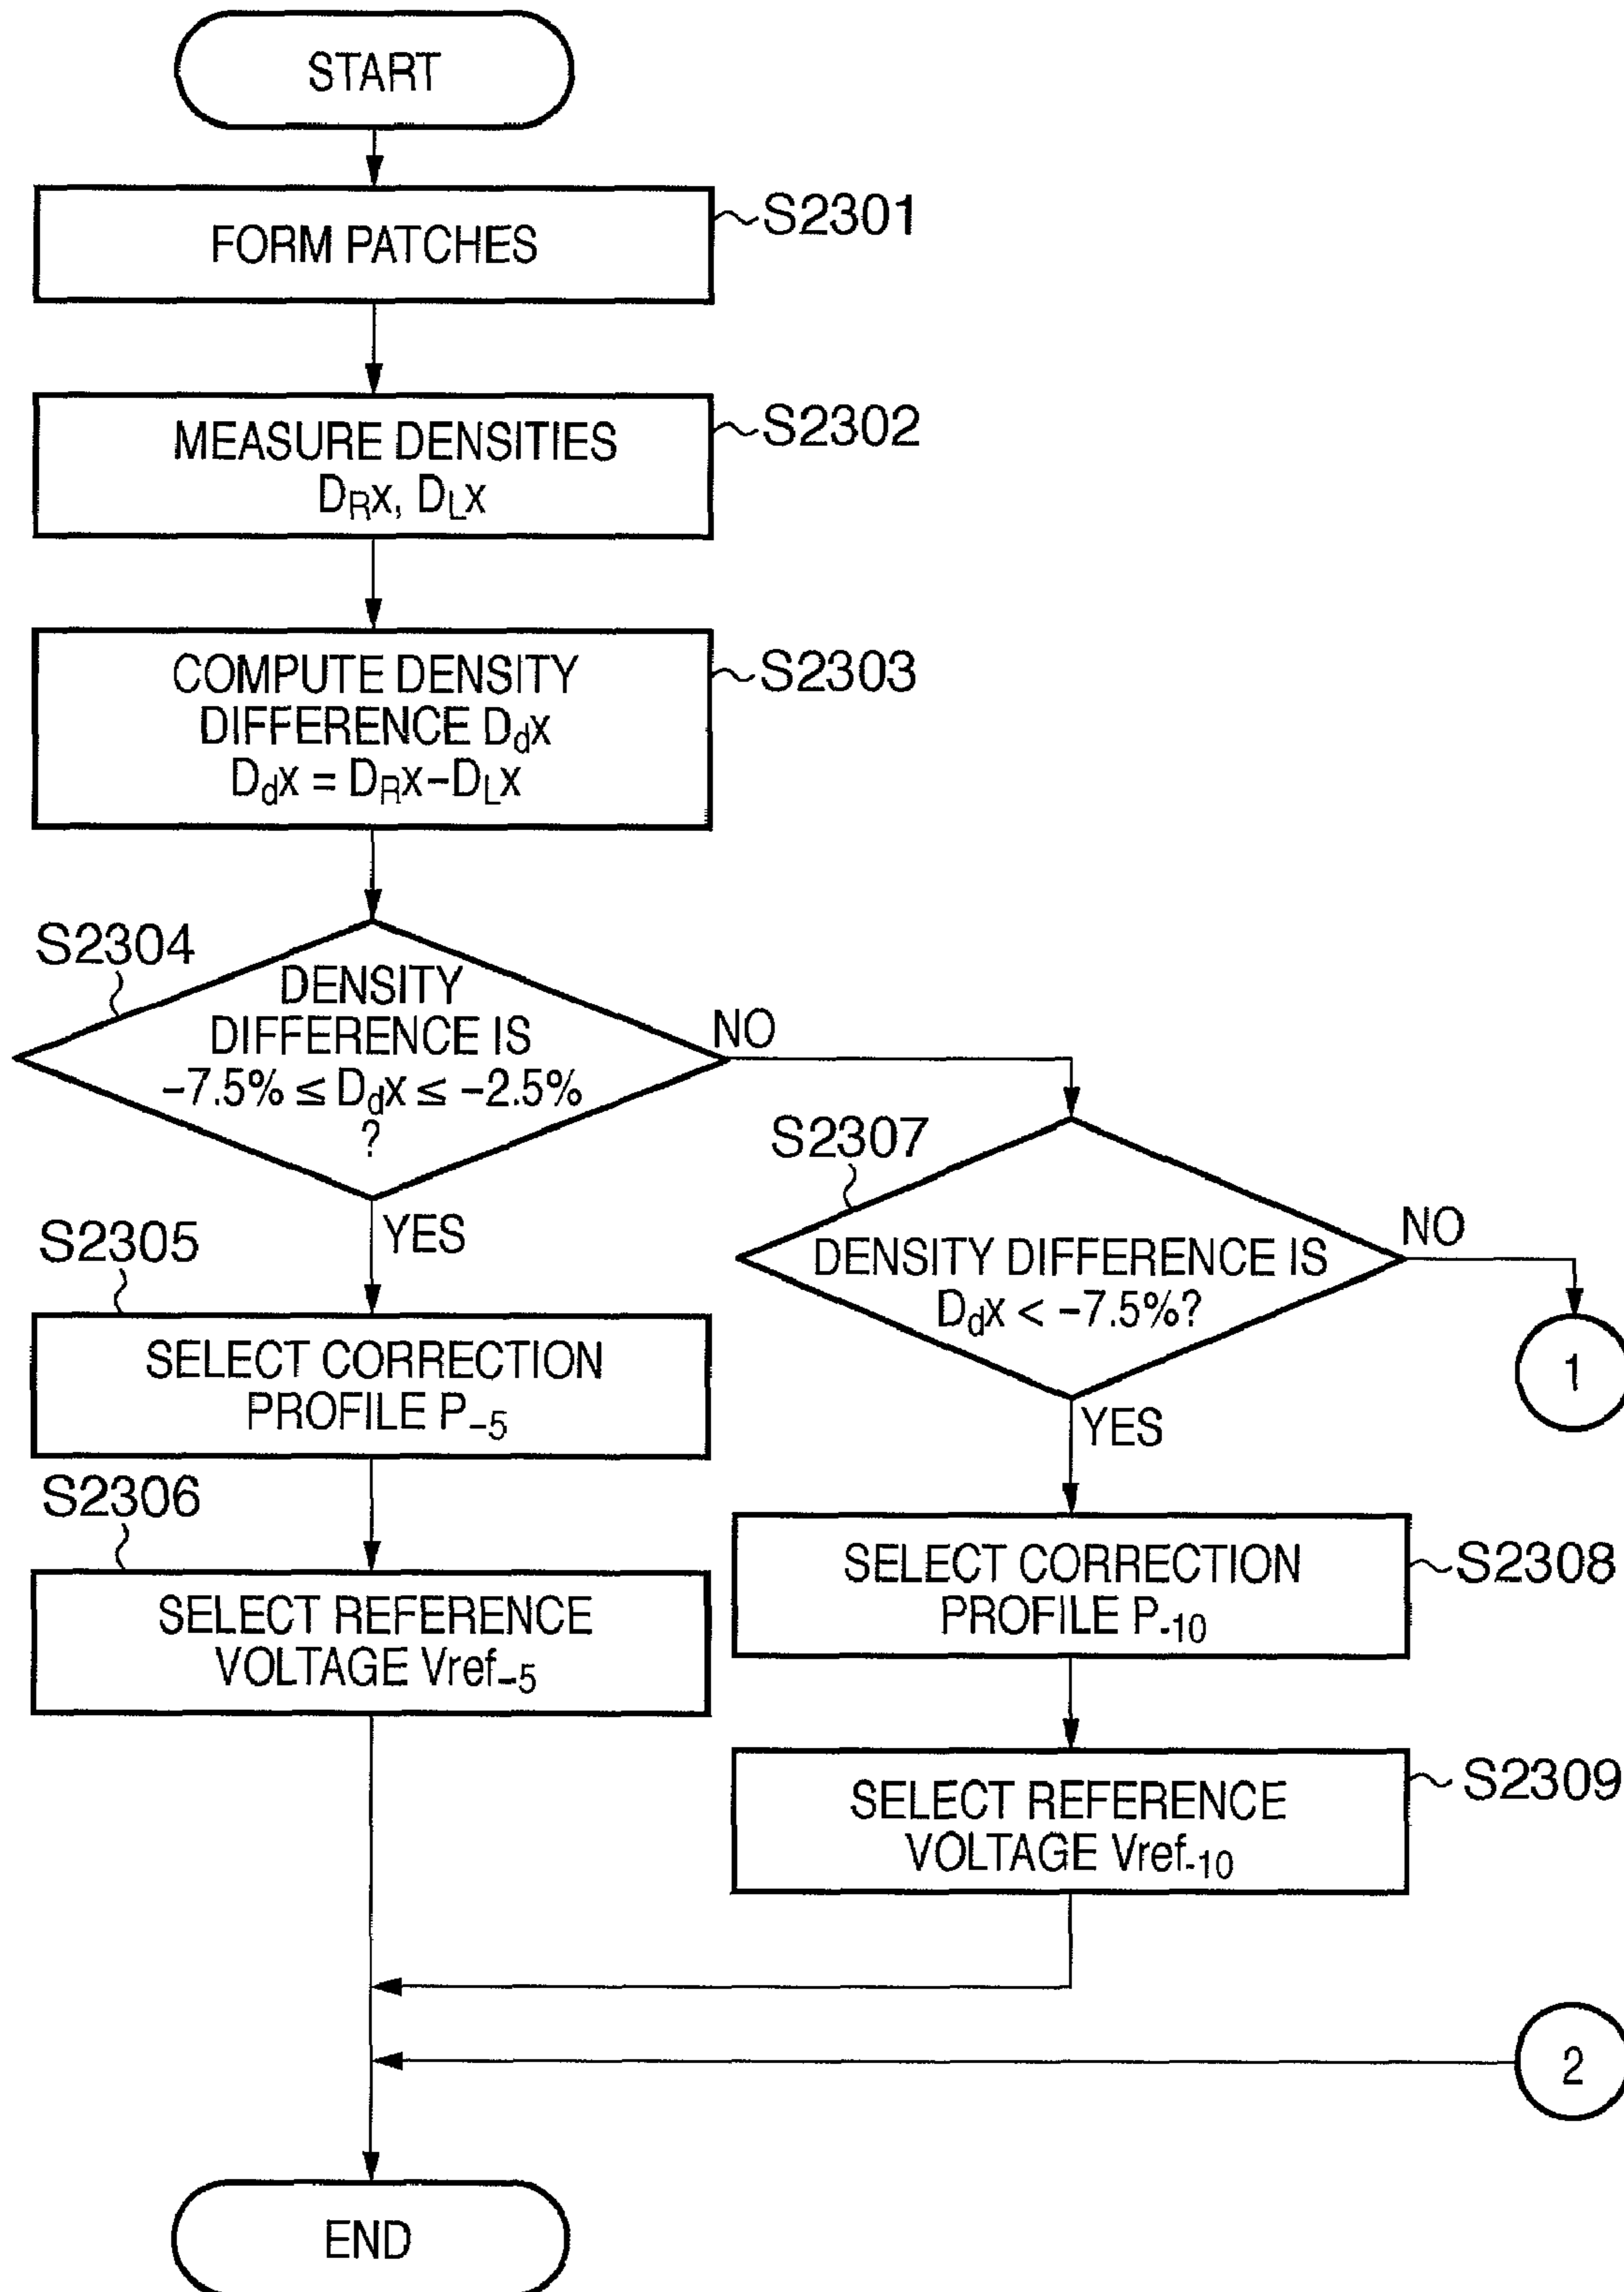 START
FORM PATCHES
S2301
MEASURE DENSITIES
DRx, DLx
S2302
COMPUTE DENSITY
DIFFERENCE Ddx
Ddx = DRx−DLx
S2303
S2304
DENSITY
DIFFERENCE IS
−7.5% ≤ Ddx ≤ −2.5%
?
NO
YES
S2305
SELECT CORRECTION
PROFILE P−5
S2306
SELECT REFERENCE
VOLTAGE Vref−5
S2307
DENSITY DIFFERENCE IS
Ddx < −7.5%?
NO
1
YES
SELECT CORRECTION
PROFILE P-10
S2308
SELECT REFERENCE
VOLTAGE Vref-10
S2309
2
END